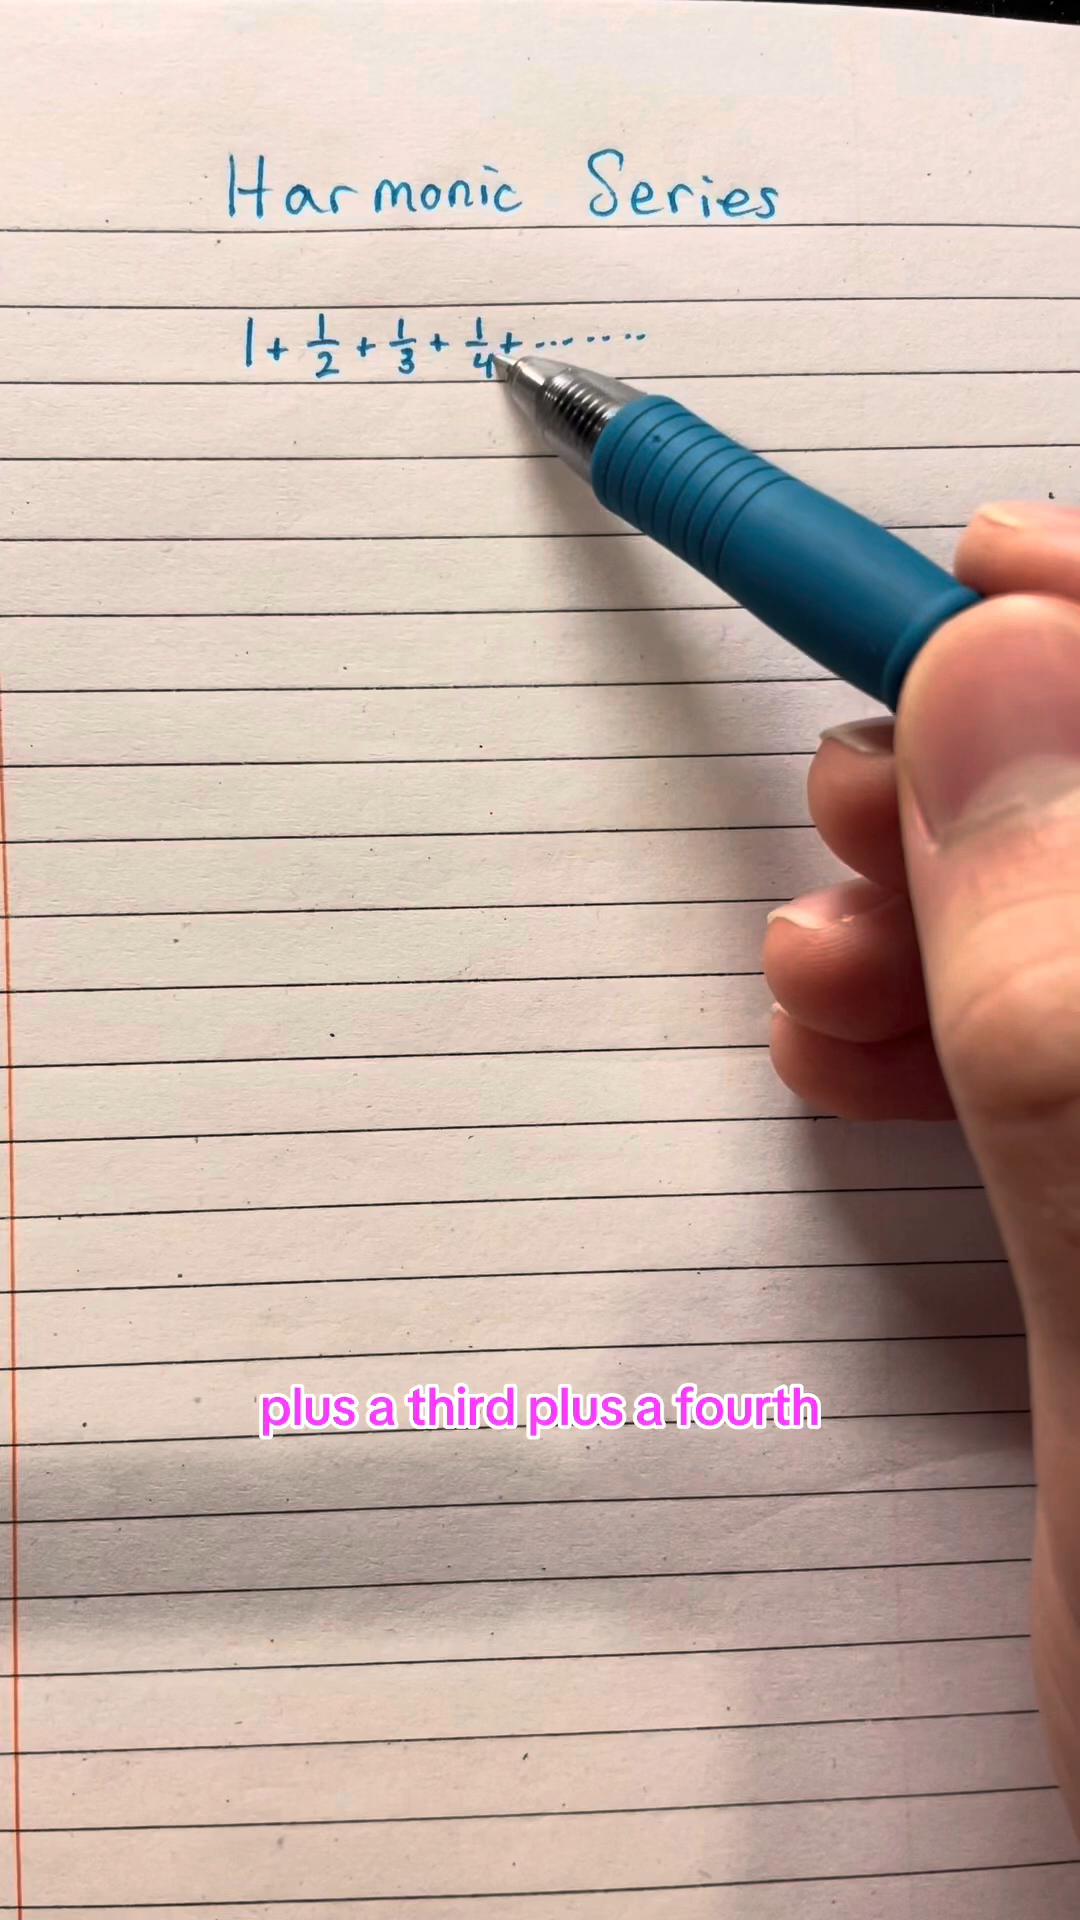 Harmonic Series
1 + 1/2 + 1/3 + 1/4 + ........
plus a third plus a fourth